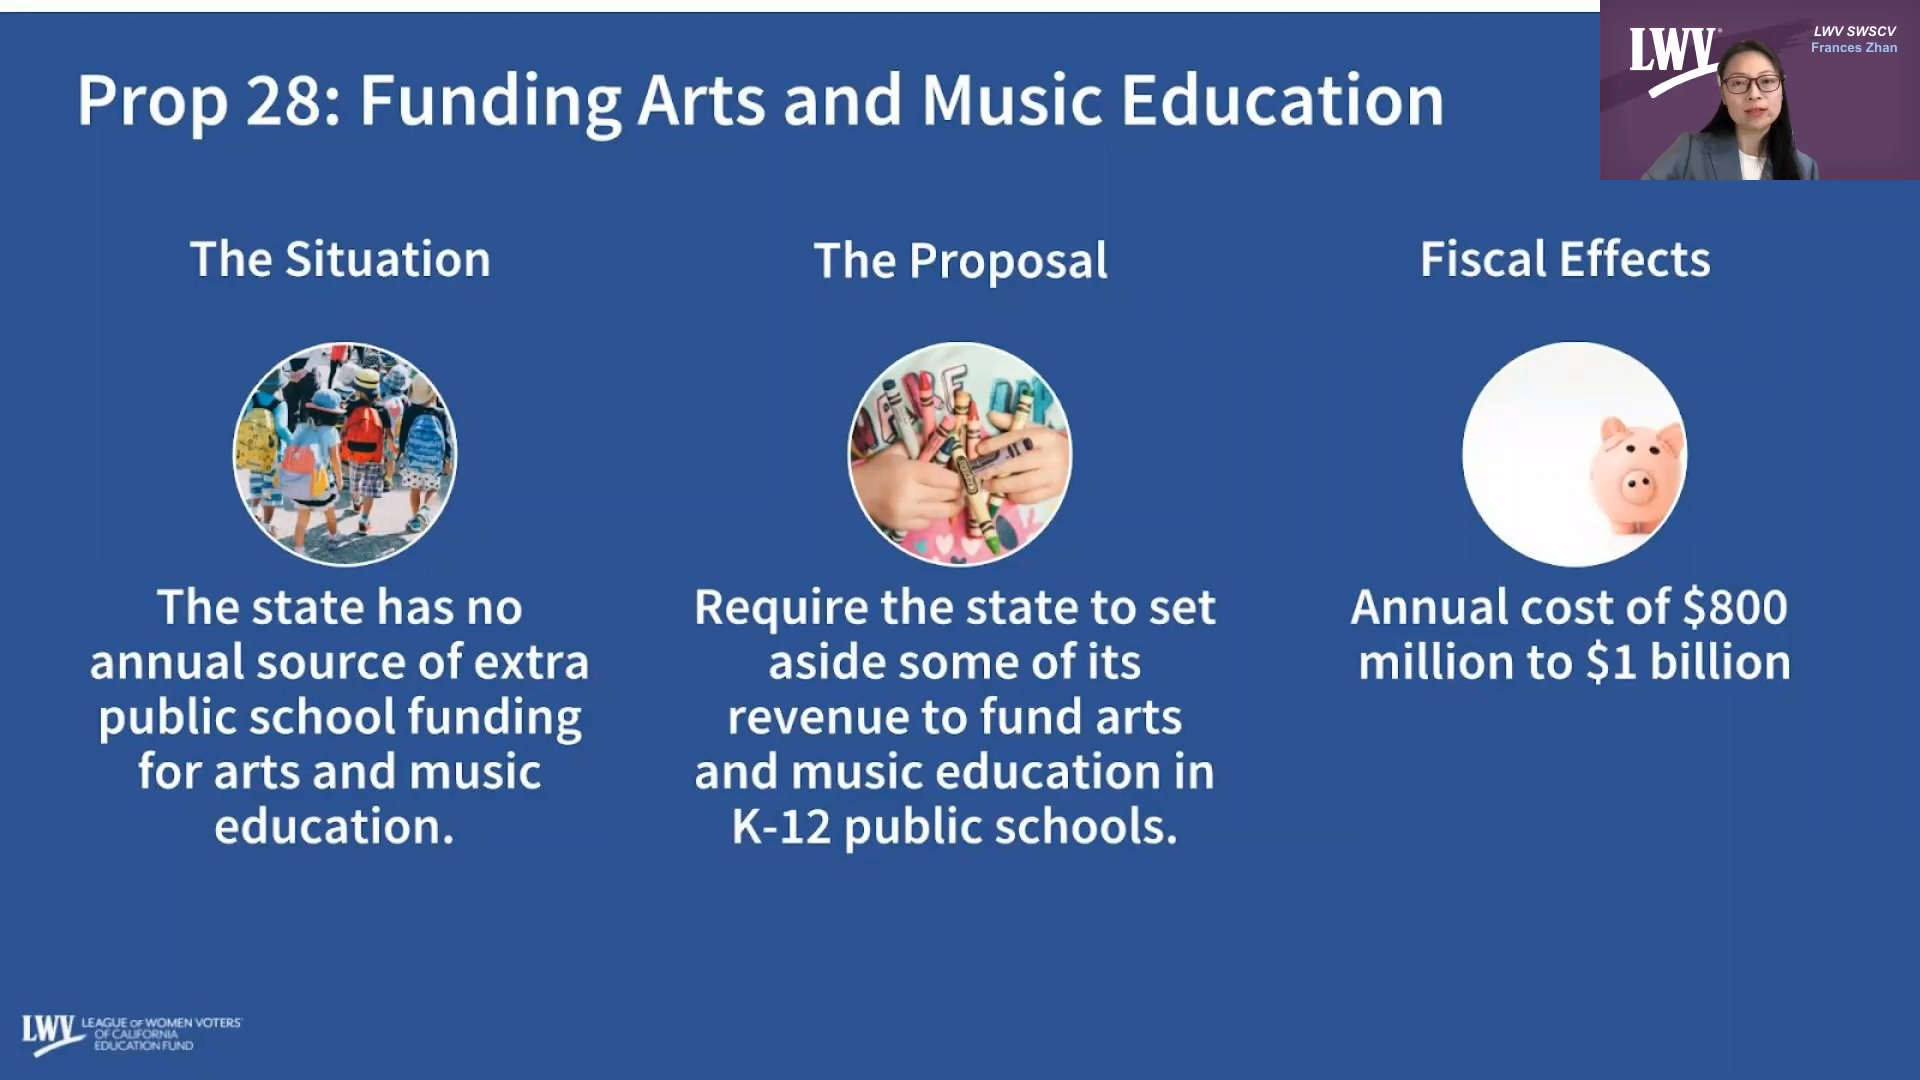 Prop 28: Funding Arts and Music Education
LWV
LWV SWSCV
Frances Zhan
The Situation
The state has no
annual source of extra
public school funding
for arts and music
education.
The Proposal
MAKE
Require the state to set
aside some of its
revenue to fund arts
and music education in
K-12 public schools.
Fiscal Effects
Annual cost of $800
million to $1 billion
LWV
LEAGUE OF WOMEN VOTERS®
OF CALIFORNIA
EDUCATION FUND